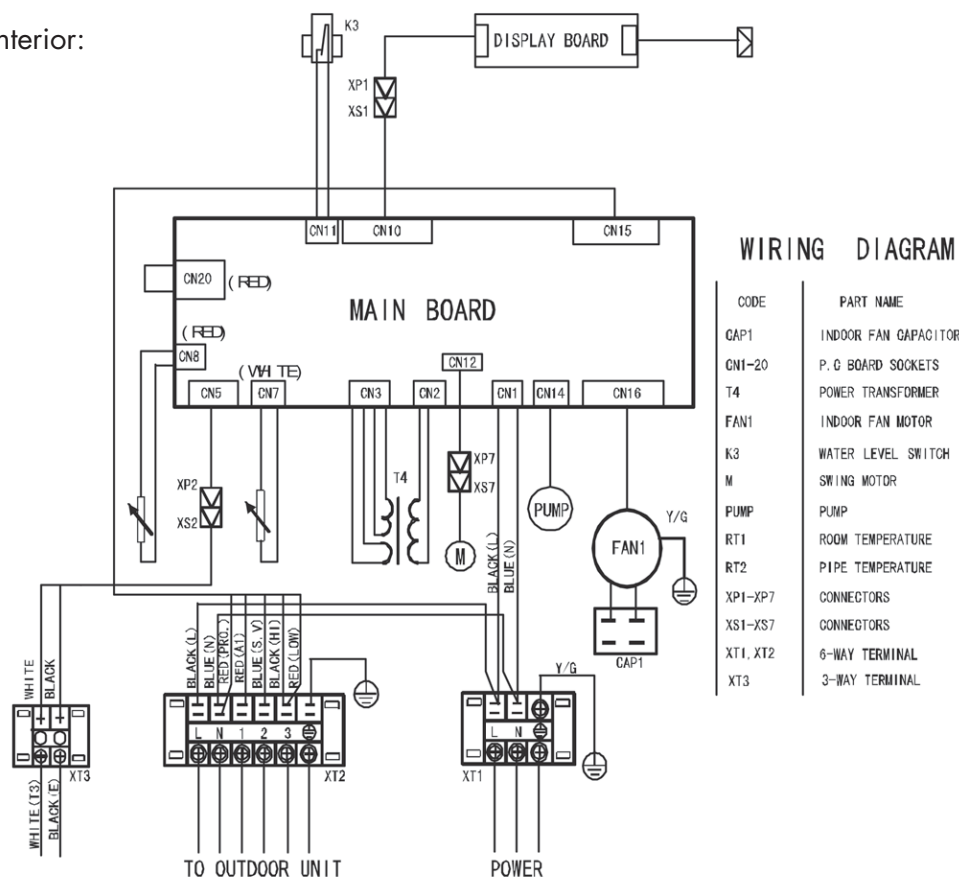 nterior:
K3
DISPLAY BOARD
XP1
XS1
CN11
CN10
CN15
CN20
(RED)
MAIN BOARD
(RED)
CN8
CN5
(WHITE)
CN7
CN3
CN2
CN12
CN1
CN14
CN16
XP2
XS2
T4
XP7
XS7
M
BLACK(L)
BLUE(N)
PUMP
FAN1
Y/G
CAP1
WHITE
BLACK
BLACK(L)
BLUE(N)
RED(PRO.)
RED(A1)
BLUE(S.V)
BLACK(HI)
RED(LOW)
Y/G
L N 1 2 3
L N
XT3
XT2
XT1
WHITE(T3)
BLACK(E)
TO OUTDOOR UNIT
POWER
WIRING DIAGRAM
CODE PART NAME
CAP1 INDOOR FAN CAPACITOR
CN1-20 P.C BOARD SOCKETS
T4 POWER TRANSFORMER
FAN1 INDOOR FAN MOTOR
K3 WATER LEVEL SWITCH
M SWING MOTOR
PUMP PUMP
RT1 ROOM TEMPERATURE
RT2 PIPE TEMPERATURE
XP1-XP7 CONNECTORS
XS1-XS7 CONNECTORS
XT1,XT2 6-WAY TERMINAL
XT3 3-WAY TERMINAL